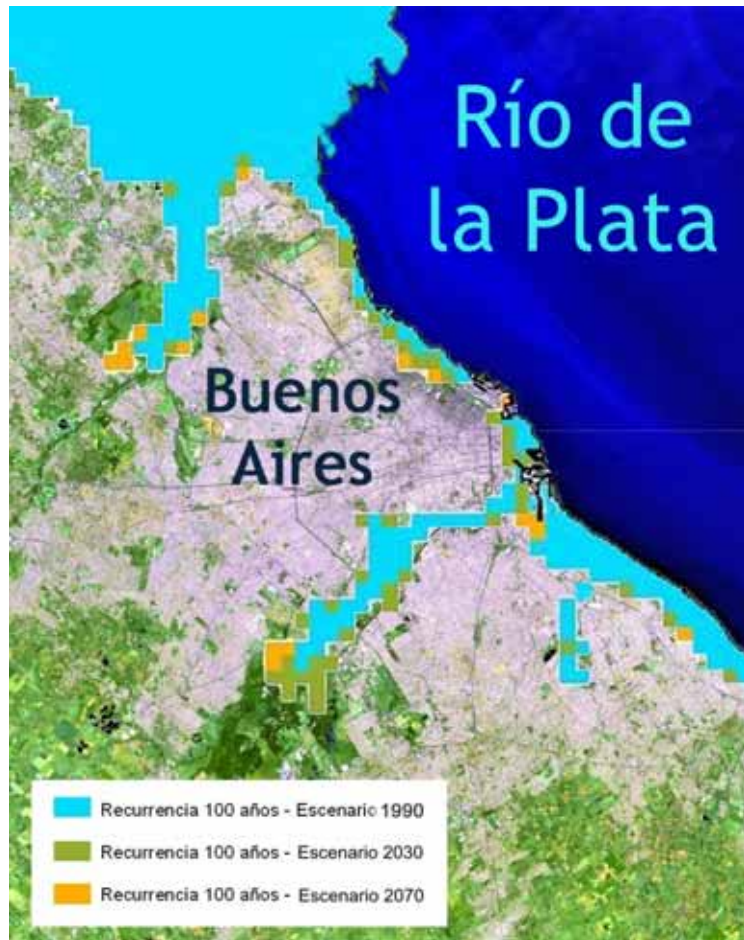 Río de
la Plata
Buenos
Aires
Recurrencia 100 años - Escenario 1990
Recurrencia 100 años - Escenario 2030
Recurrencia 100 años - Escenario 2070